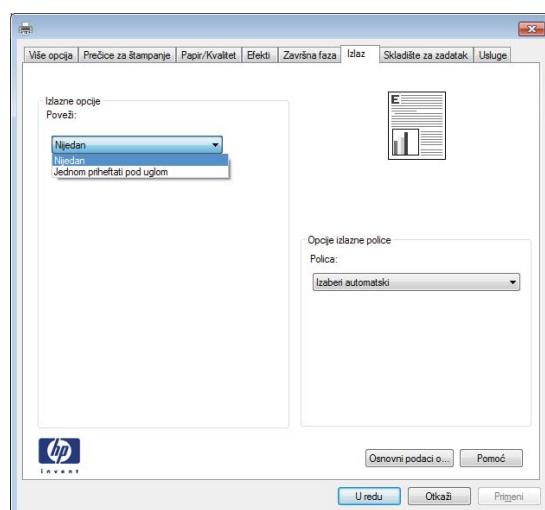 Više opcija Prečice za štampanje Papir/Kvalitet Efekti Završna faza Izlaz Skladište za zadatak Usluge
Izlazne opcije
Poveži:
Nijedan
Nijedan
Jednom priheftati pod uglom
E
Opcije izlazne police
Polica:
Izaberi automatski
hp
invent
Osnovni podaci o... Pomoć
U redu Otkaži Primeni